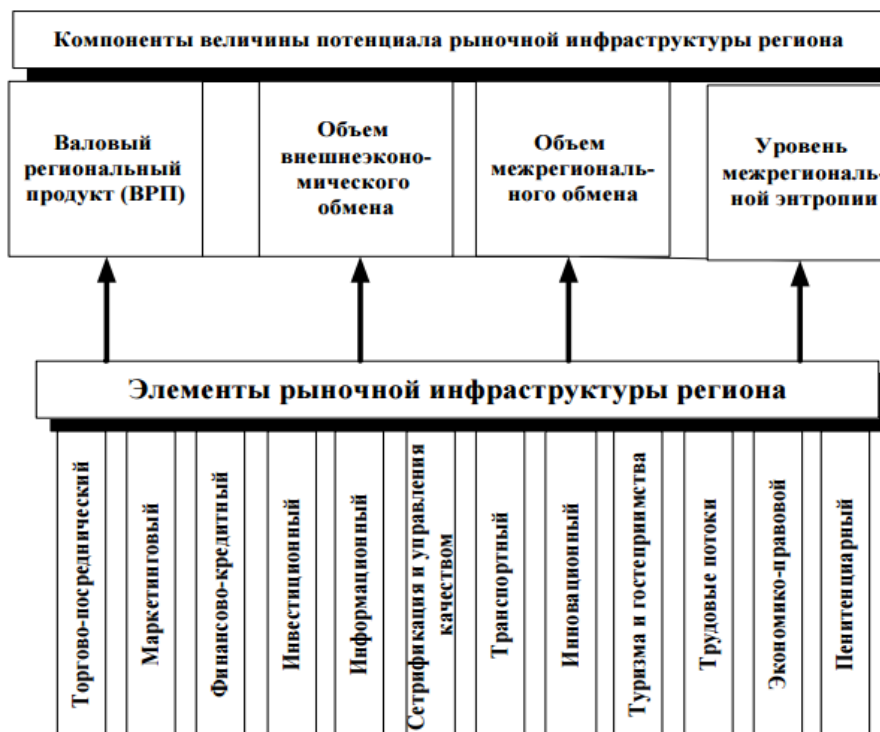 Компоненты величины потенциала рыночной инфраструктуры региона
Валовый
региональный
продукт (ВРП)
Объем
внешнеэконо-
мического
обмена
Объем
межрегиональ-
ного обмена
Уровень
межрегиональ-
ной энтропии
Элементы рыночной инфраструктуры региона
Торгово-посреднический
Маркетинговый
Финансово-кредитный
Инвестиционный
Информационный
Сетрификация и управления
качеством
Транспортный
Инновационный
Туризма и гостеприимства
Трудовые потоки
Экономико-правовой
Пенитенциарный